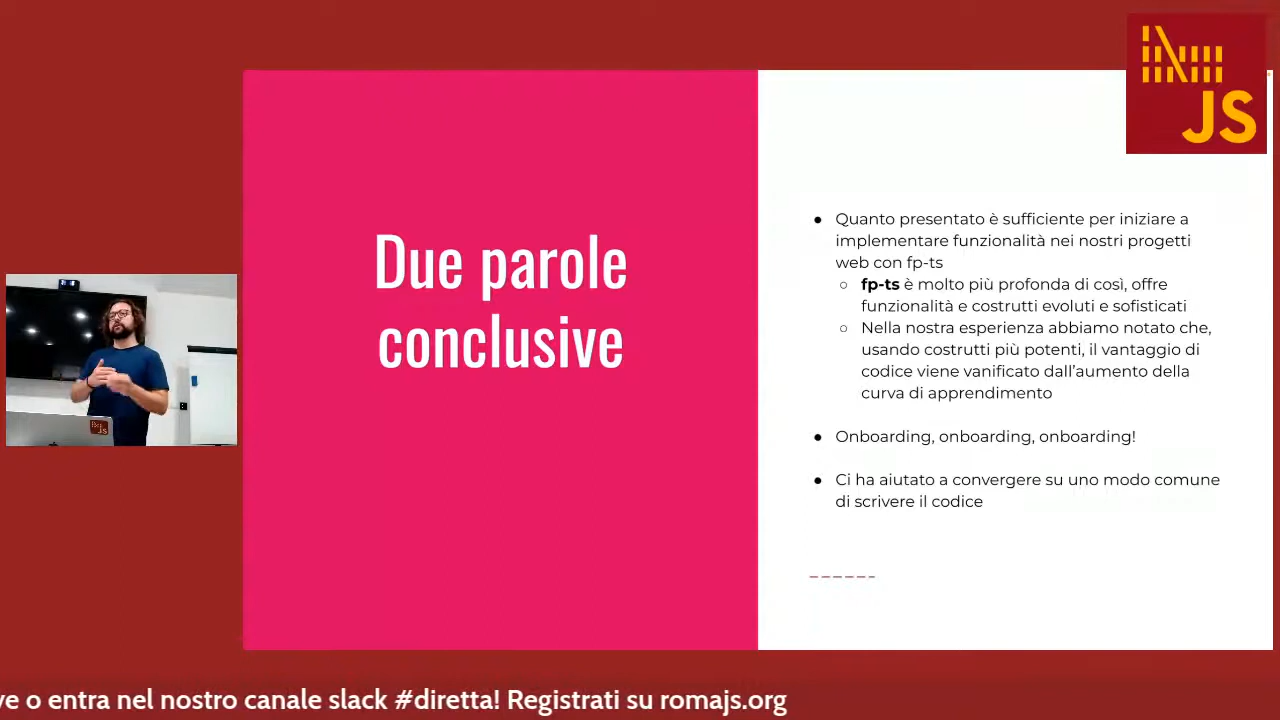 JS
Due parole
conclusive
● Quanto presentato è sufficiente per iniziare a
implementare funzionalità nei nostri progetti
web con fp-ts
○ fp-ts è molto più profonda di così, offre
funzionalità e costrutti evoluti e sofisticati
○ Nella nostra esperienza abbiamo notato che,
usando costrutti più potenti, il vantaggio di
codice viene vanificato dall’aumento della
curva di apprendimento
● Onboarding, onboarding, onboarding!
● Ci ha aiutato a convergere su uno modo comune
di scrivere il codice
JS
ve o entra nel nostro canale slack #diretta! Registrati su romajs.org